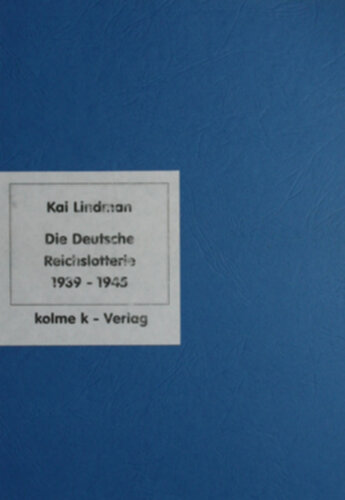 Kai Lindman
Die Deutsche
Reichslotterie
1939 - 1945
kolme k - Verlag